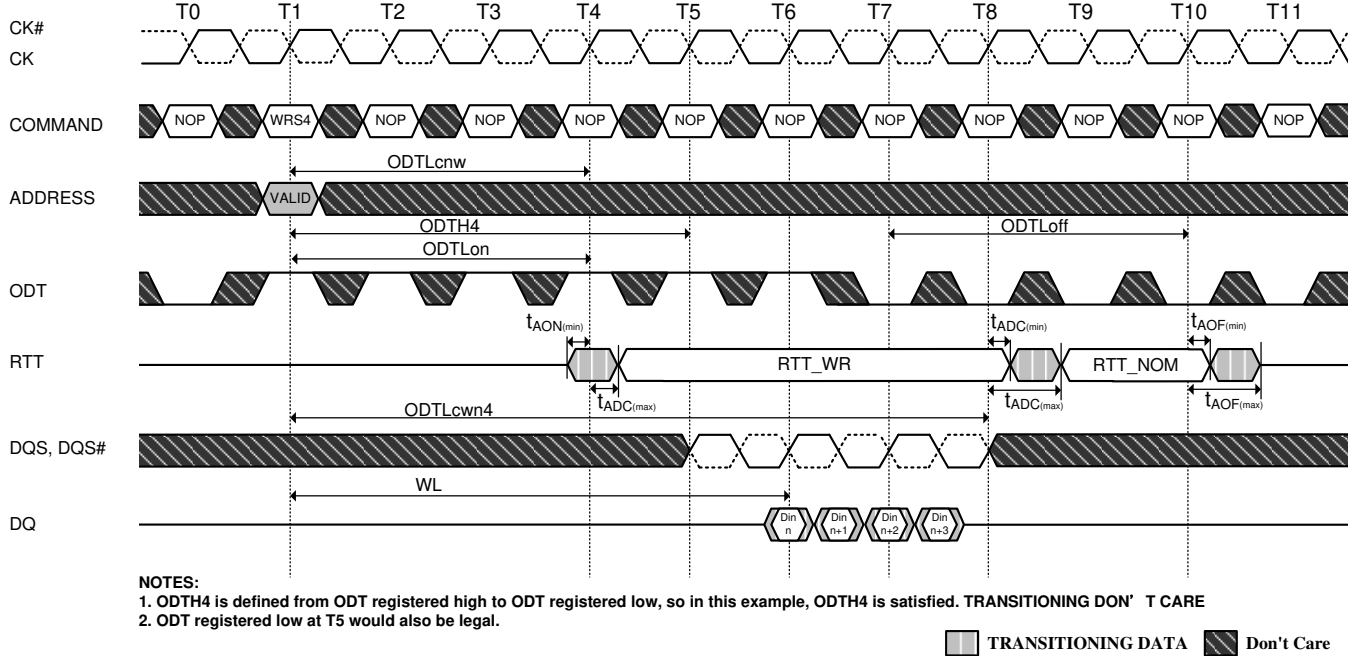 T0 T1 T2 T3 T4 T5 T6 T7 T8 T9 T10 T11
CK#
CK
COMMAND NOP WRS4 NOP NOP NOP NOP NOP NOP NOP NOP NOP NOP
ODTLcnw
ADDRESS VALID
ODTH4 ODTLoff
ODTLon
ODT
tAON(min) tADC(min) tAOF(min)
RTT RTT_WR RTT_NOM
tADC(max) tADC(max) tAOF(max)
ODTLcwn4
DQS, DQS#
WL
DQ Din n Din n+1 Din n+2 Din n+3
NOTES:
1. ODTH4 is defined from ODT registered high to ODT registered low, so in this example, ODTH4 is satisfied. TRANSITIONING DON' T CARE
2. ODT registered low at T5 would also be legal.
TRANSITIONING DATA Don't Care